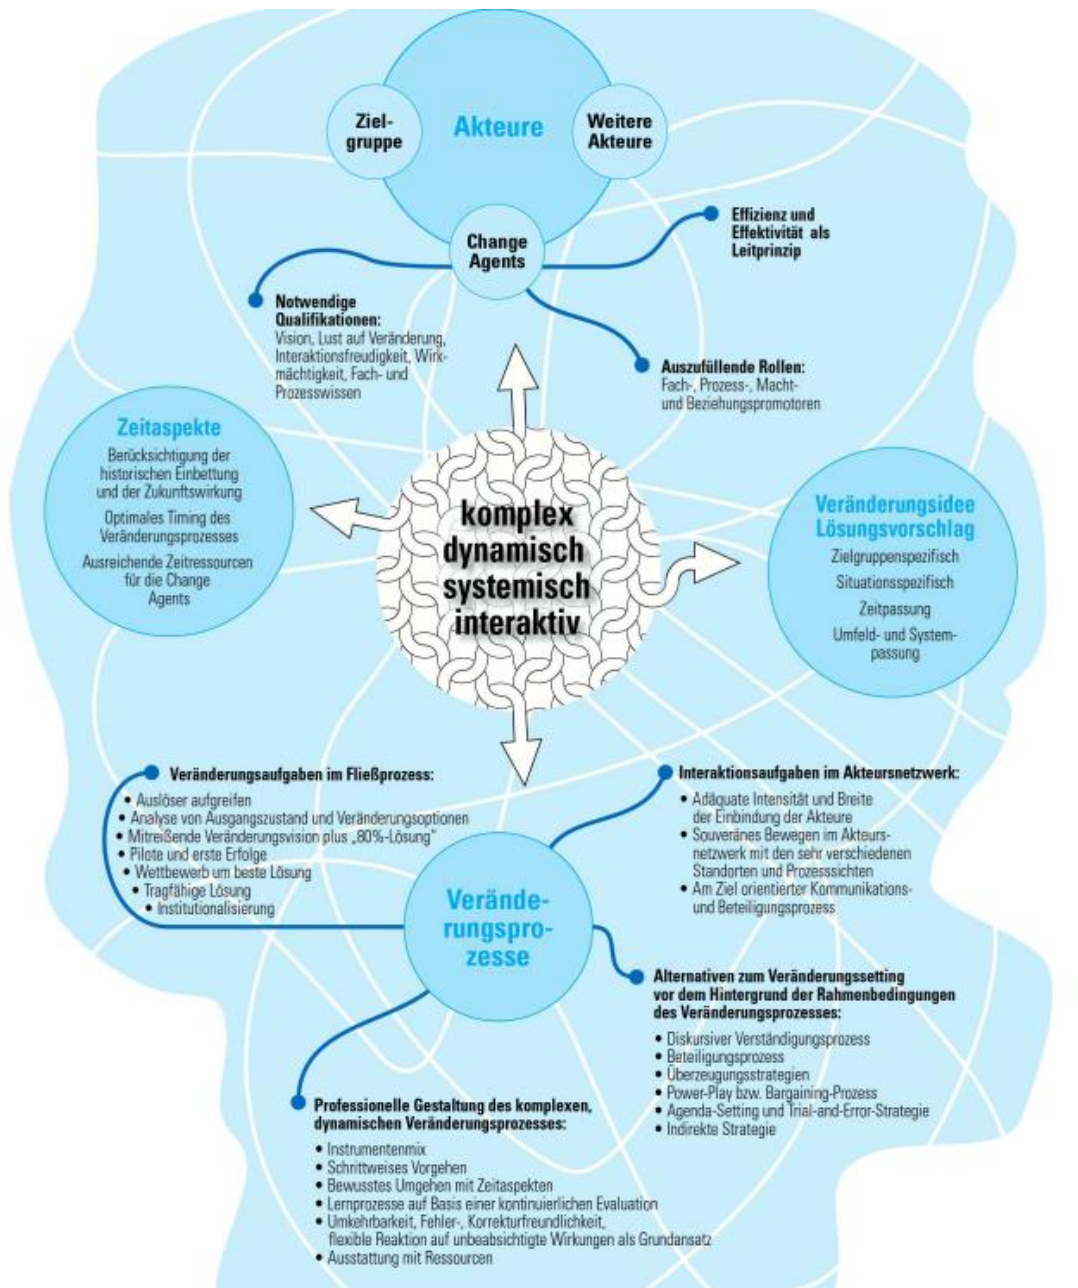 Akteure
Ziel-
gruppe
Weitere
Akteure
Change
Agents
Effizienz und
Effektivität als
Leitprinzip
Notwendige
Qualifikationen:
Vision, Lust auf Veränderung,
Interaktionsfreudigkeit, Wirk-
mächtigkeit, Fach- und
Prozesswissen
Auszufüllende Rollen:
Fach-, Prozess-, Macht-
und Beziehungspromotoren
Zeitaspekte
Berücksichtigung der
historischen Einbettung
und der Zukunftswirkung
Optimales Timing des
Veränderungsprozesses
Ausreichende Zeitressourcen
für die Change
Agents
komplex
dynamisch
systemisch
interaktiv
Veränderungsidee
Lösungsvorschlag
Zielgruppenspezifisch
Situationsspezifisch
Zeitpassung
Umfeld- und System-
passung
Veränderungsaufgaben im Fließprozess:
• Auslöser aufgreifen
• Analyse von Ausgangszustand und Veränderungsoptionen
• Mitreißende Veränderungsvision plus „80%-Lösung“
• Pilote und erste Erfolge
• Wettbewerb um beste Lösung
• Tragfähige Lösung
• Institutionalisierung
Interaktionsaufgaben im Akteursnetzwerk:
• Adäquate Intensität und Breite
der Einbindung der Akteure
• Souveränes Bewegen im Akteurs-
netzwerk mit den sehr verschiedenen
Standorten und Prozesssichten
• Am Ziel orientierter Kommunikations-
und Beteiligungsprozess
Verände-
rungspro-
zesse
Alternativen zum Veränderungssetting
vor dem Hintergrund der Rahmenbedingungen
des Veränderungsprozesses:
• Diskursiver Verständigungsprozess
• Beteiligungsprozess
• Überzeugungsstrategien
• Power-Play bzw. Bargaining-Prozess
• Agenda-Setting und Trial-and-Error-Strategie
• Indirekte Strategie
Professionelle Gestaltung des komplexen,
dynamischen Veränderungsprozesses:
• Instrumentenmix
• Schrittweises Vorgehen
• Bewusstes Umgehen mit Zeitaspekten
• Lernprozesse auf Basis einer kontinuierlichen Evaluation
• Umkehrbarkeit, Fehler-, Korrekturfreundlichkeit,
flexible Reaktion auf unbeabsichtigte Wirkungen als Grundansatz
• Ausstattung mit Ressourcen